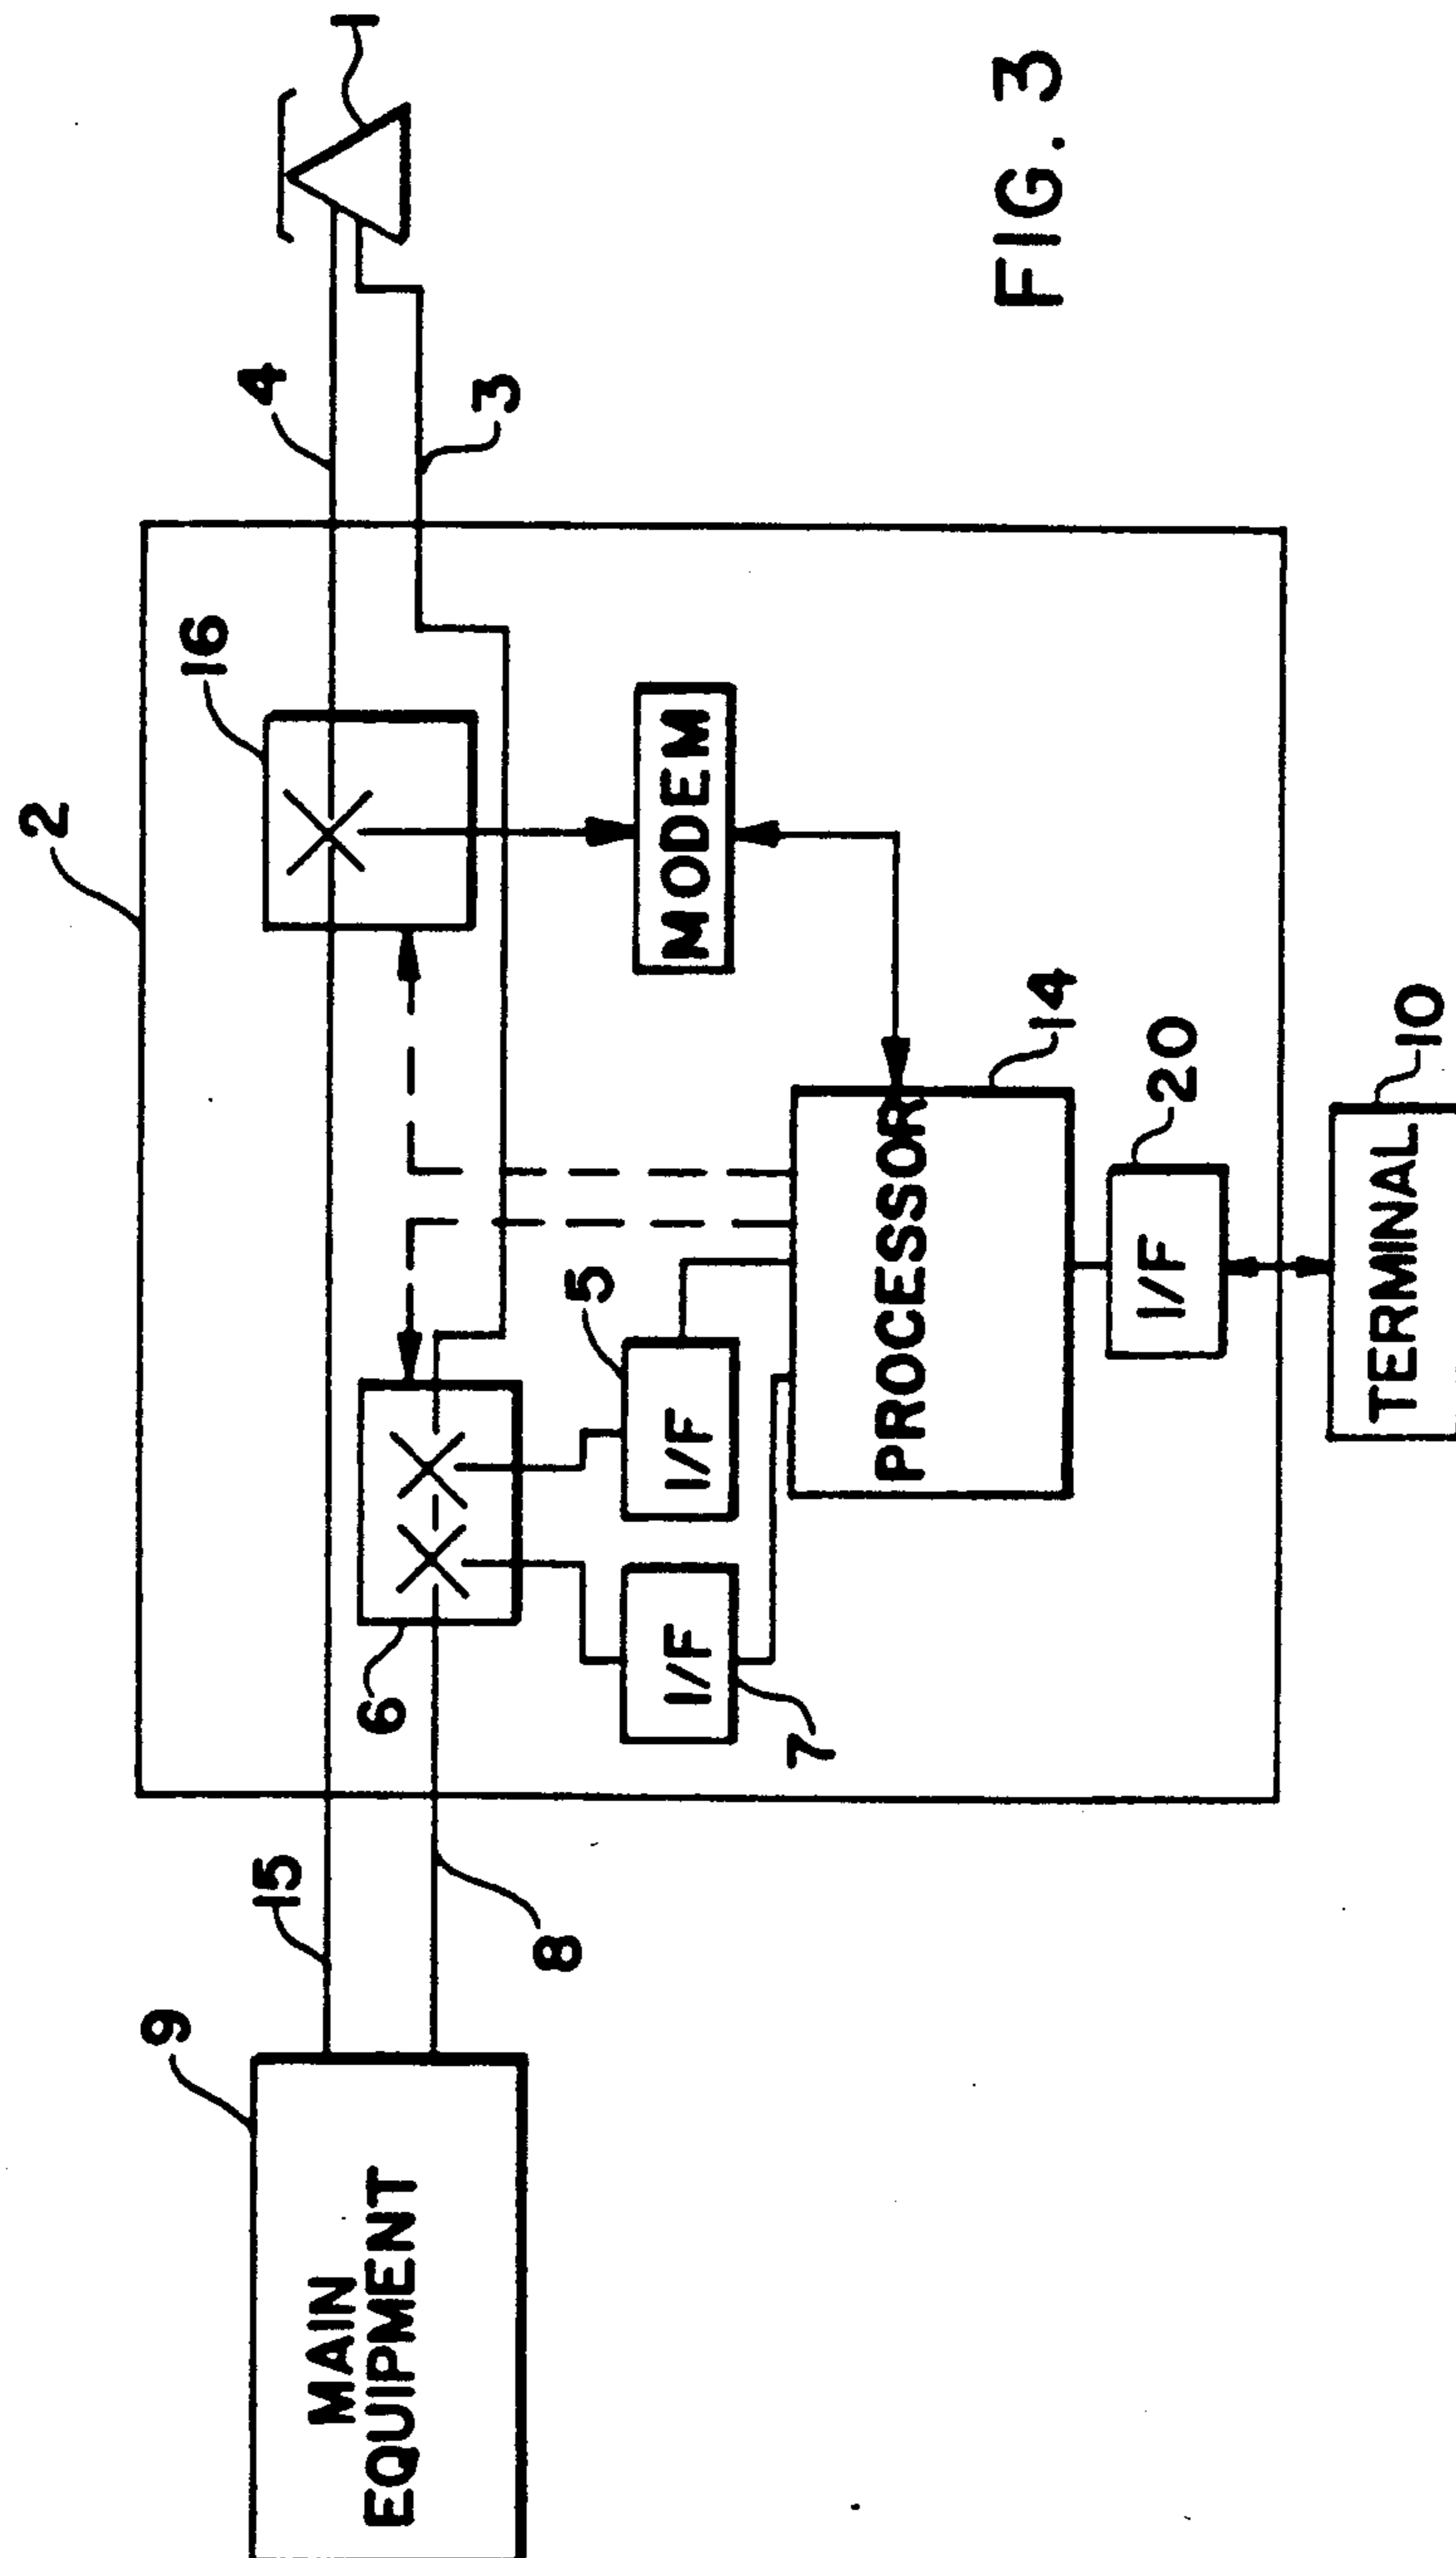 2
16
4
1
3
15
9
MAIN
EQUIPMENT
8
6
5
I/F
I/F
7
MODEM
PROCESSOR
14
I/F
20
TERMINAL
10
FIG. 3